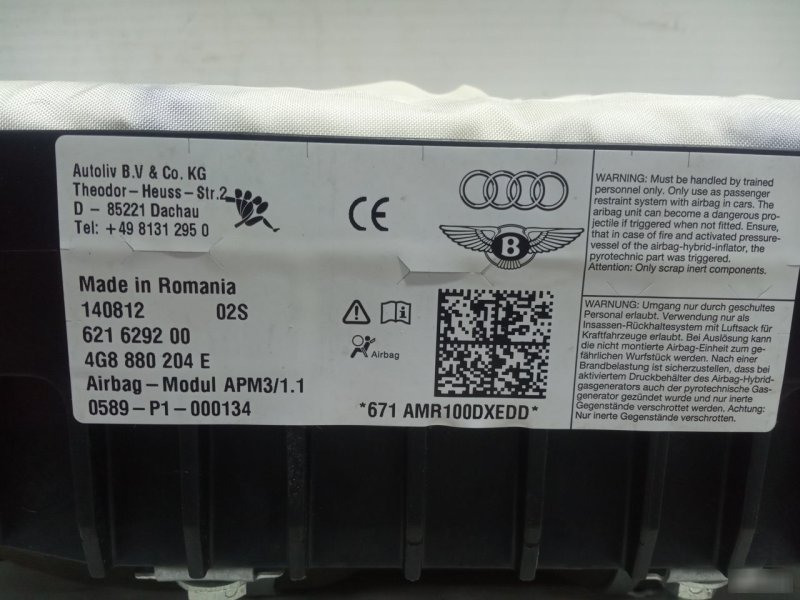 Autoliv B.V & Co. KG
Theodor-Heuss-Str.2
D - 85221 Dachau
Tel: +49 8131 295 0
CE
B
WARNING: Must be handled by trained
personnel only. Only use as passenger
restraint system with airbag in cars. The
aribag unit can become a dangerous pro-
jectile if triggered when not fitted. Ensure,
that in case of fire and activated pressure-
vessel of the airbag-hybrid-inflator, the
pyrotechnic part was triggered.
Attention: Only scrap inert components.
Made in Romania
140812 02S
621 6292 00
4G8 880 204 E
Airbag-Modul APM3/1.1
0589-P1-000134
Airbag
*671 AMR100DXEDD*
WARNUNG: Umgang nur durch geschultes
Personal erlaubt. Verwendung nur als
Insassen-Rückhaltesystem mit Luftsack für
Kraftfahrzeuge erlaubt. Bei Auslösung kann
die nicht montierte Airbag-Einheit zum ge-
fährlichen Wurfstück werden. Nach einer
Brandbelastung ist sicherzustellen, dass bei
aktiviertem Druckbehälter des Airbag-Hybrid-
gasgenerators auch der pyrotechnische Gas-
generator gezündet wurde und nur inerte
Gegenstände verschrottet werden. Achtung:
Nur inerte Gegenstände verschrotten.